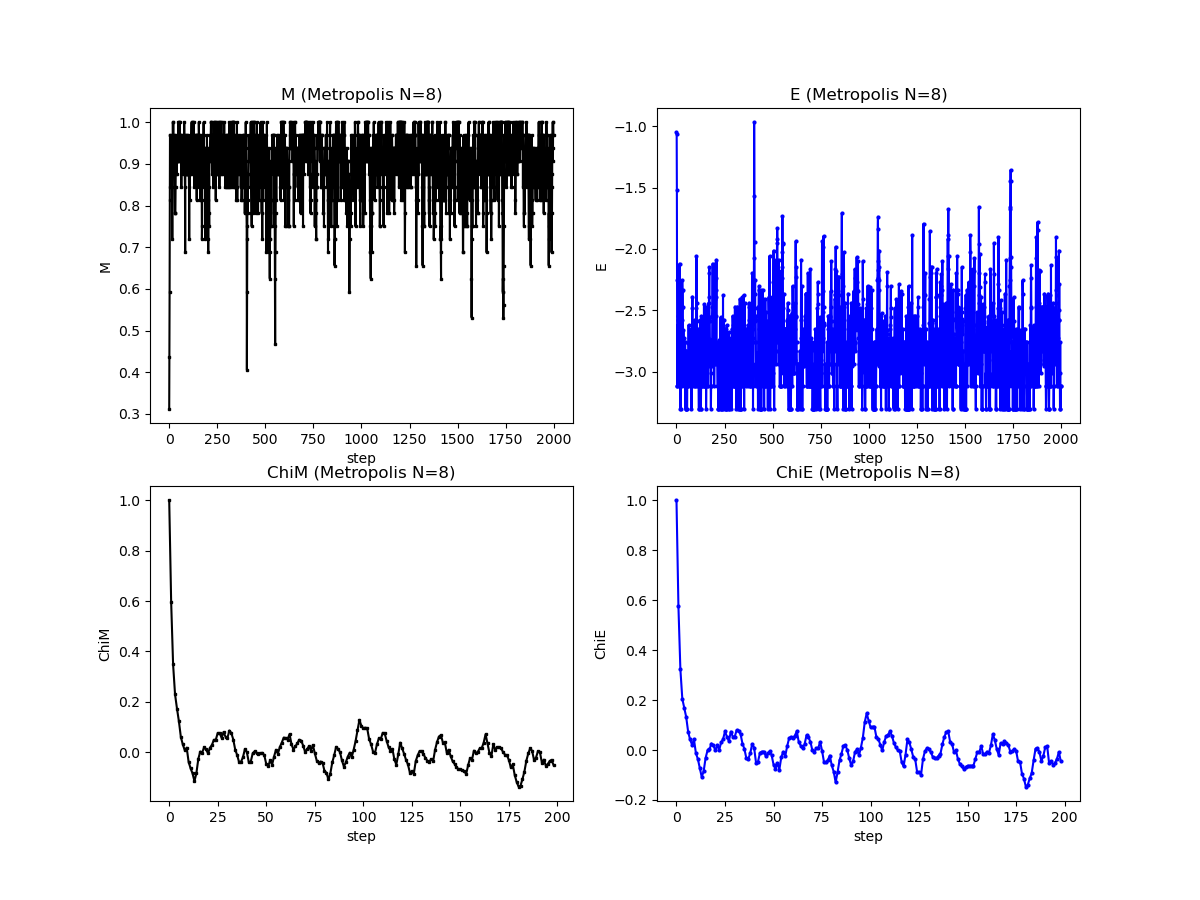 M (Metropolis N=8)
1.0
0.9
0.8
0.7
0.6
0.5
0.4
0.3
M
0 250 500 750 1000 1250 1500 1750 2000
step
E (Metropolis N=8)
−1.0
−1.5
−2.0
−2.5
−3.0
E
0 250 500 750 1000 1250 1500 1750 2000
step
ChiM (Metropolis N=8)
1.0
0.8
0.6
0.4
0.2
0.0
ChiM
0 25 50 75 100 125 150 175 200
step
ChiE (Metropolis N=8)
1.0
0.8
0.6
0.4
0.2
0.0
−0.2
ChiE
0 25 50 75 100 125 150 175 200
step